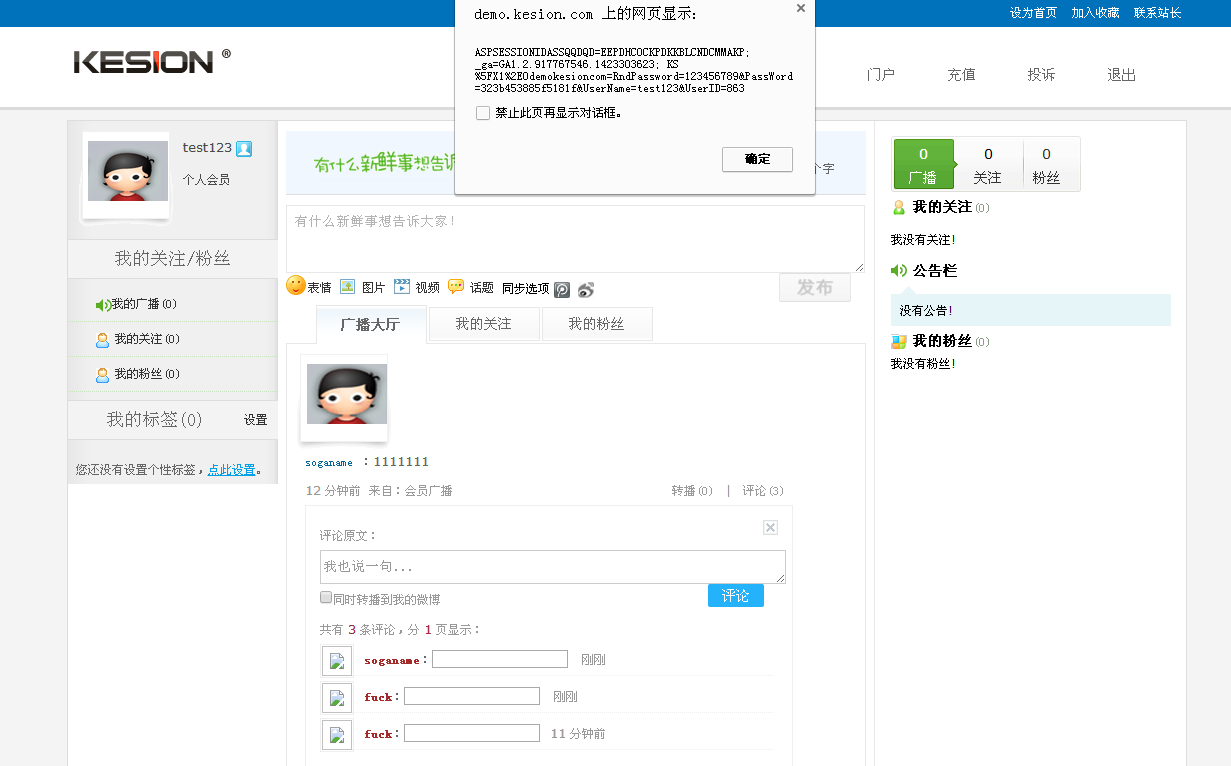 设为首页 加入收藏 联系站长
KESION®
门户 充值 投诉 退出
demo.kesion.com 上的网页显示:
ASPSESSIONIDASSQDQD=EEPDHCOCKPDKKBLCNDCMMAKP;
_ga=GA1.2.917767546.1423303623; KS
%5FX1%2E0demokesioncom=RndPassword=123456789&PassWord
=323b453885f5181f&UserName=test123&UserID=863
禁止此页再显示对话框。
确定
test123
个人会员
我的关注/粉丝
我的广播(0)
我的关注(0)
我的粉丝(0)
我的标签(0) 设置
您还没有设置个性标签,点此设置。
有什么新鲜事想告诉
个字
有什么新鲜事想告诉大家!
表情 图片 视频 话题 同步选项
发布
广播大厅 我的关注 我的粉丝
soganame :1111111
12 分钟前 来自:会员广播 转播(0) | 评论(3)
评论原文:
我也说一句...
同时转播到我的微博 评论
共有 3 条评论,分 1 页显示:
soganame: 刚刚
fuck: 刚刚
fuck: 11 分钟前
0 0 0
广播 关注 粉丝
我的关注(0)
我没有关注!
公告栏
没有公告!
我的粉丝(0)
我没有粉丝!